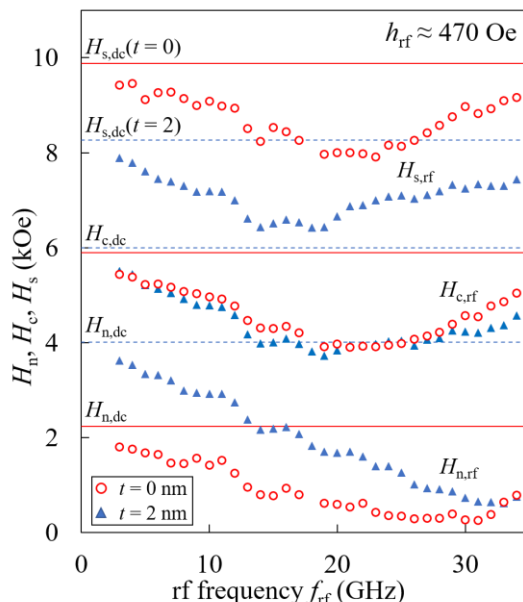 h_rf ≈ 470 Oe
H_s,dc(t = 0)
10
H_s,dc(t = 2)
8
H_s,rf
H_n, H_c, H_s (kOe)
H_c,dc
6
H_c,rf
H_n,dc
4
H_n,dc
2
H_n,rf
t = 0 nm
t = 2 nm
0
0 10 20 30
rf frequency f_rf (GHz)